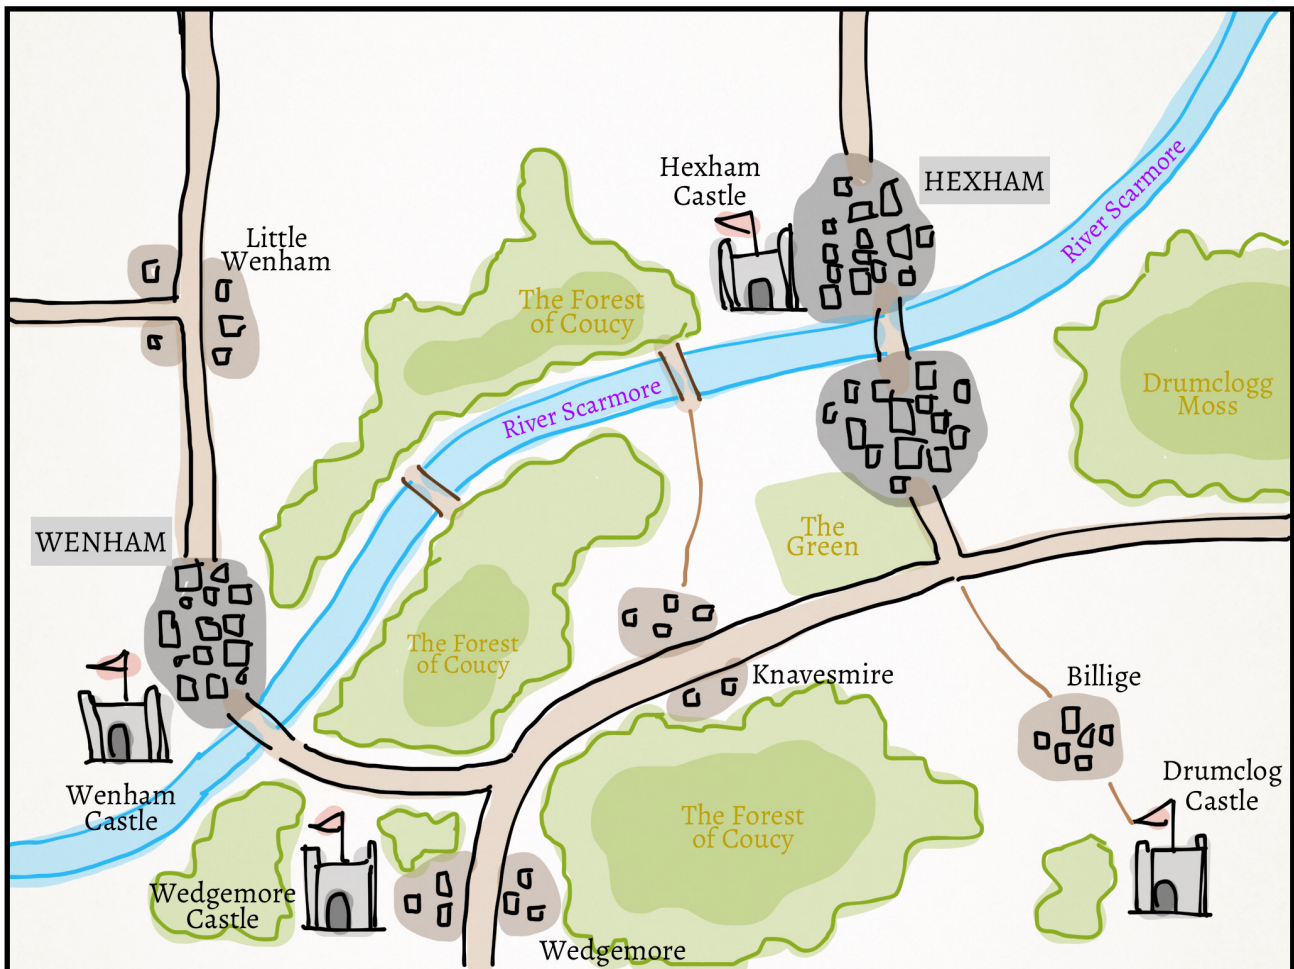 Hexham
Castle
HEXHAM
River Scarmore
Little
Wenham
The Forest
of Coucy
Drumclogg
Moss
River Scarmore
WENHAM
The
Green
The Forest
of Coucy
Knavesmire
Billige
Wenham
Castle
Drumclog
Castle
The Forest
of Coucy
Wedgemore
Castle
Wedgemore